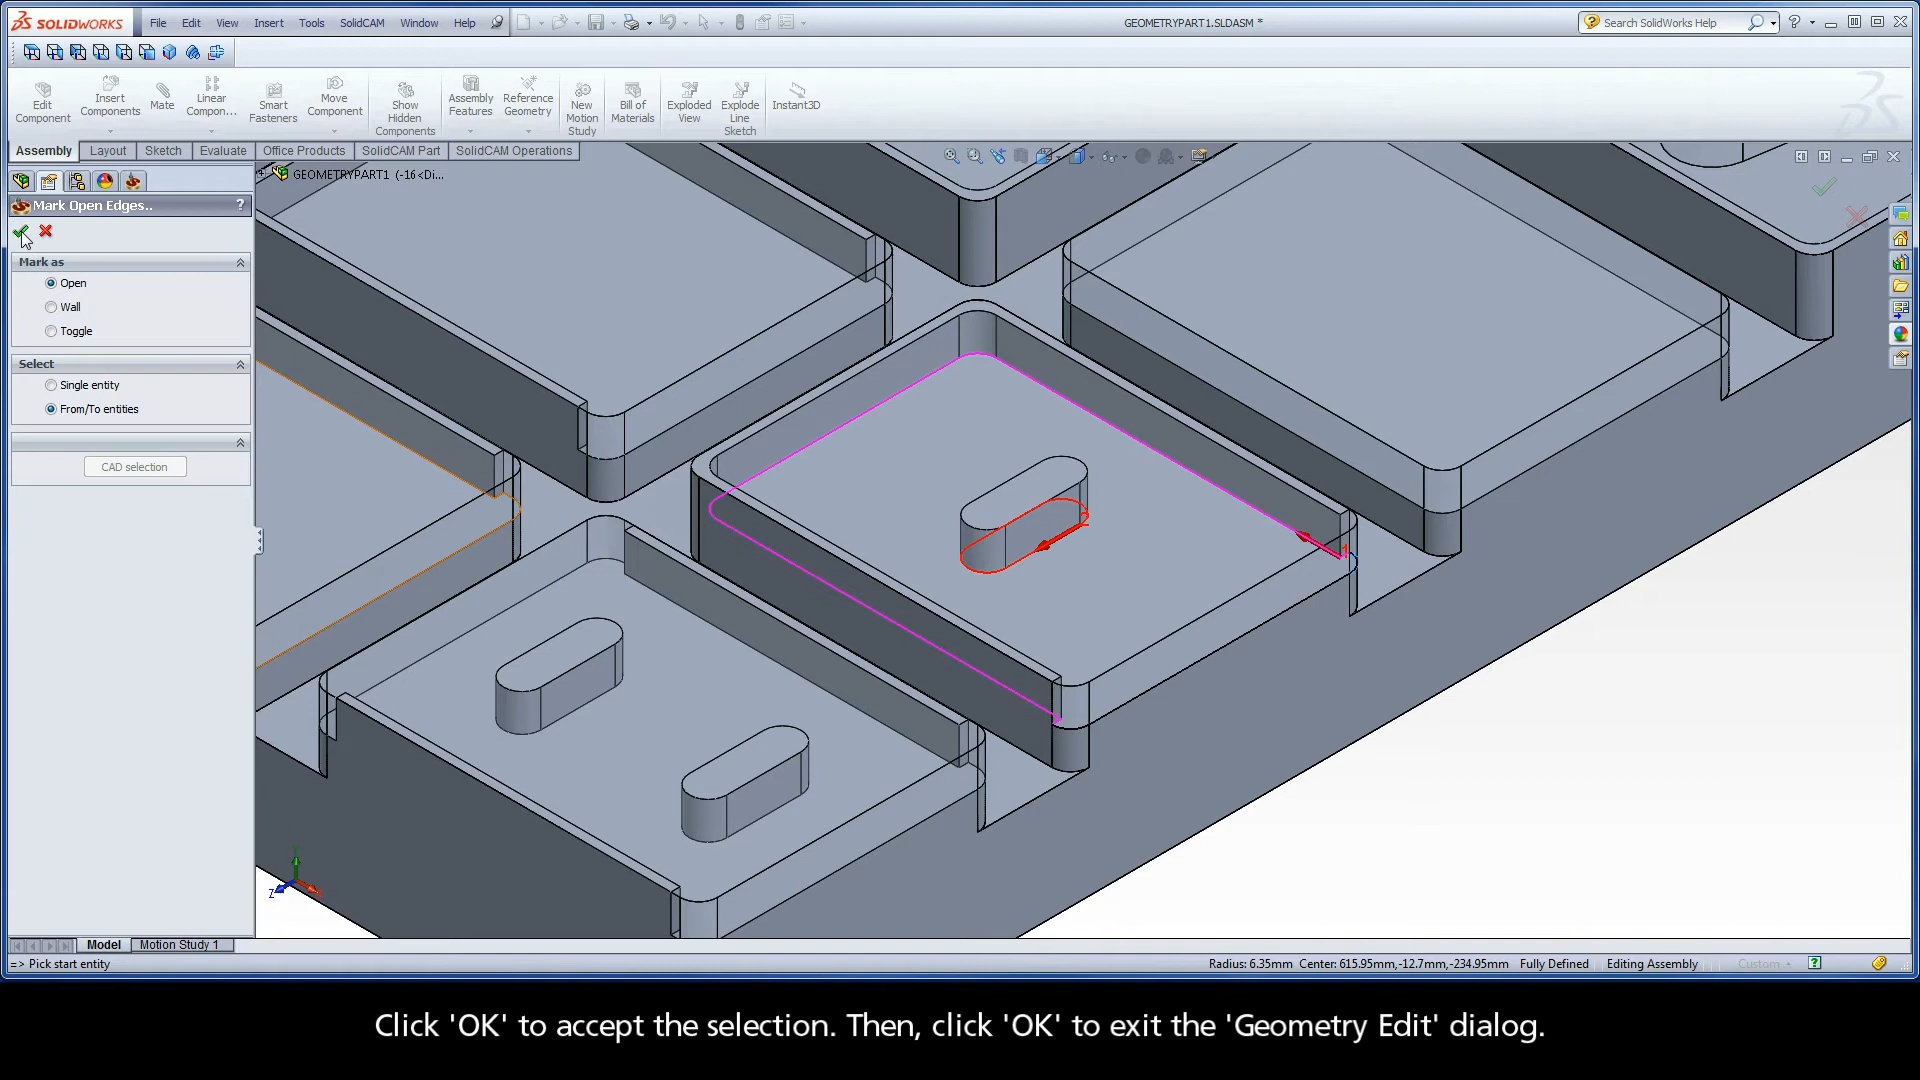 SOLIDWORKS File Edit View Insert Tools SolidCAM Window Help GEOMETRYPART1.SLDASM * Search SolidWorks Help
Edit Component
Insert Components
Mate
Linear Compon...
Smart Fasteners
Move Component
Show Hidden Components
Assembly Features
Reference Geometry
New Motion Study
Bill of Materials
Exploded View
Explode Line Sketch
Instant3D
Assembly Layout Sketch Evaluate Office Products SolidCAM Part SolidCAM Operations
GEOMETRYPART1 (-16<Di...
Mark Open Edges.. ?
Mark as
Open
Wall
Toggle
Select
Single entity
From/To entities
CAD selection
2
1
Z
Model Motion Study 1
=> Pick start entity Radius: 6.35mm Center: 615.95mm,-12.7mm,-234.95mm Fully Defined Editing Assembly Custom
Click 'OK' to accept the selection. Then, click 'OK' to exit the 'Geometry Edit' dialog.